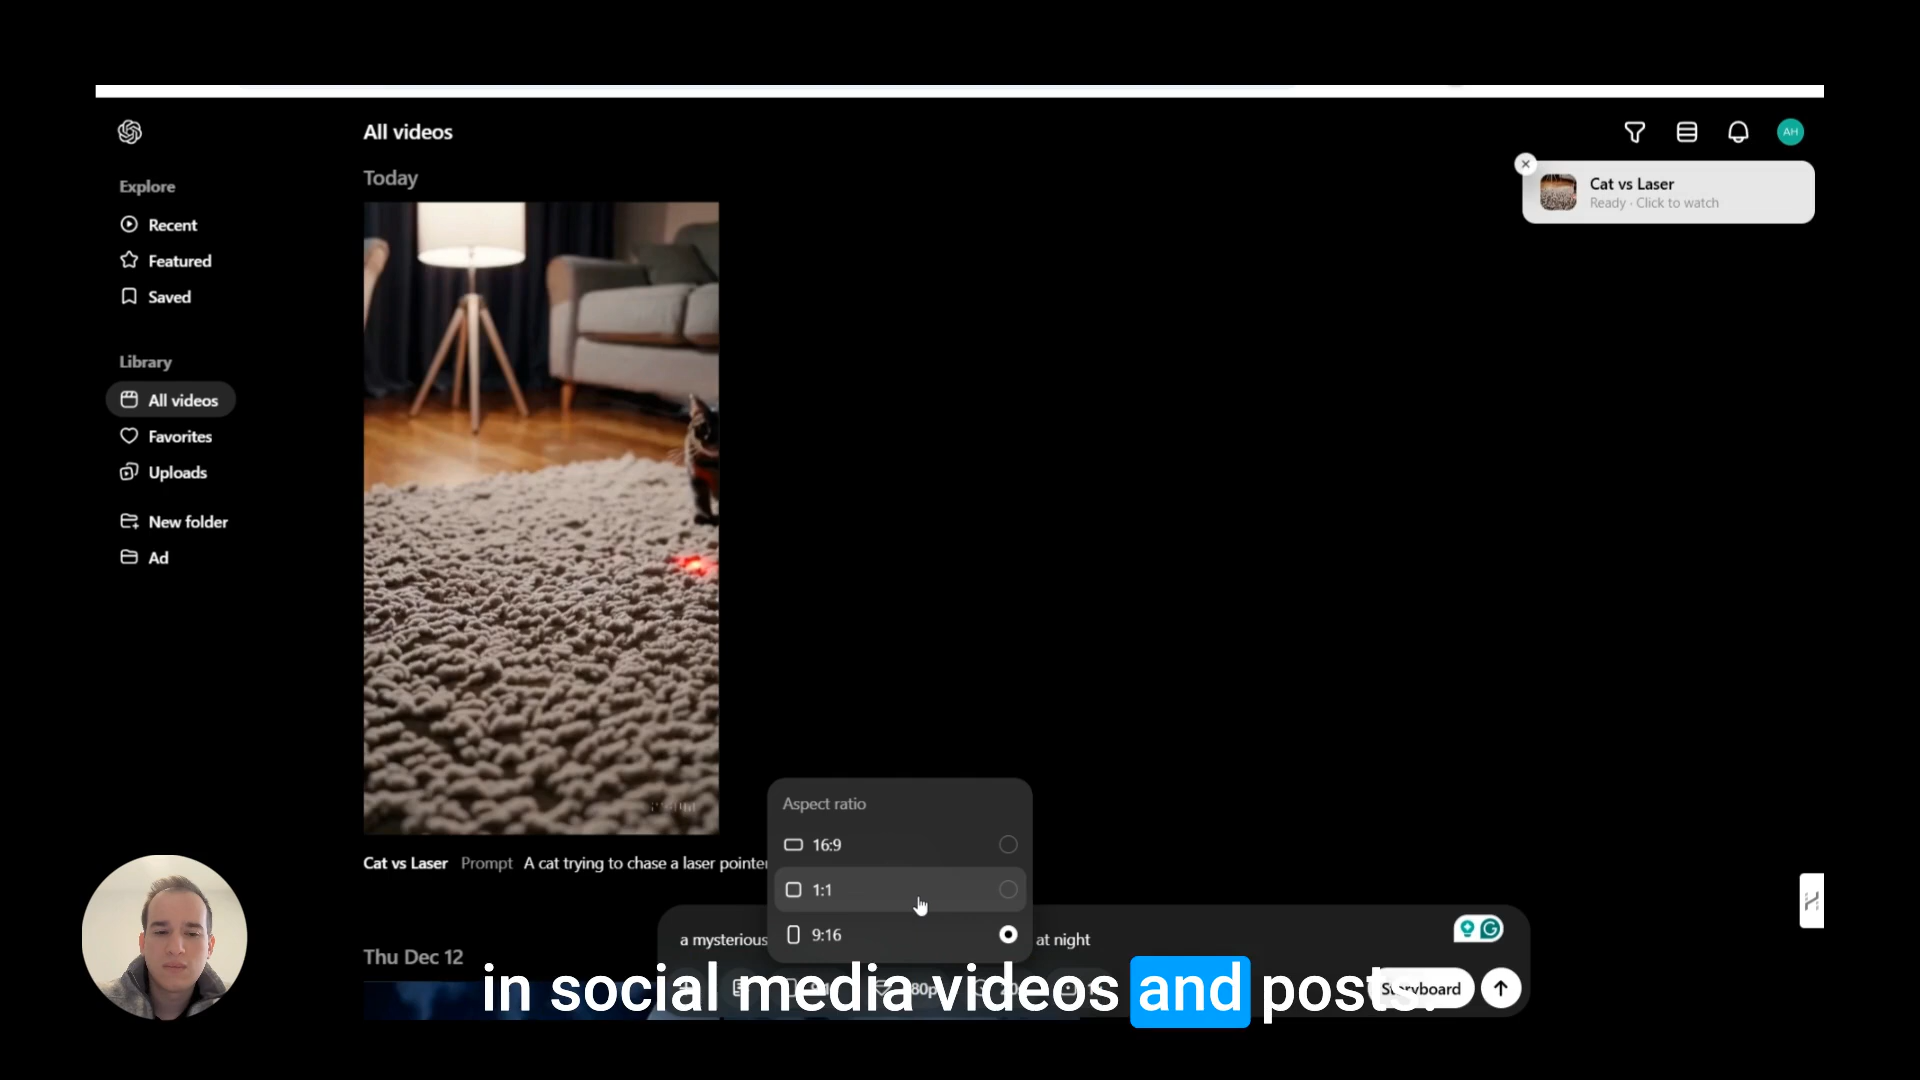 All videos
AH
Today
Cat vs Laser
Ready · Click to watch
Explore
Recent
Featured
Saved
Library
All videos
Favorites
Uploads
New folder
Ad
Aspect ratio
16:9
1:1
9:16
Cat vs Laser Prompt A cat trying to chase a laser pointer
a mysterious at night
Thu Dec 12
in social media videos and posts.
Storyboard